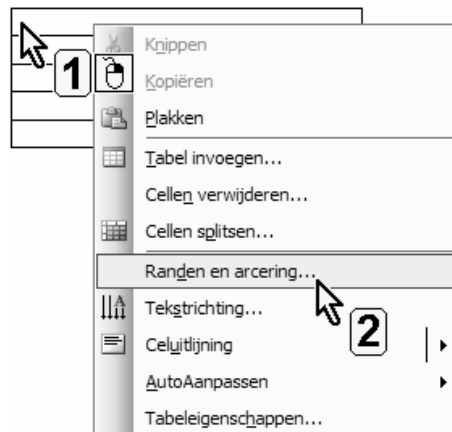 1
Knippen
Kopiëren
Plakken
Tabel invoegen...
Cellen verwijderen...
Cellen splitsen...
Randen en arcering...
2
Tekstrichting...
Celuitlijning
AutoAanpassen
Tabeleigenschappen...